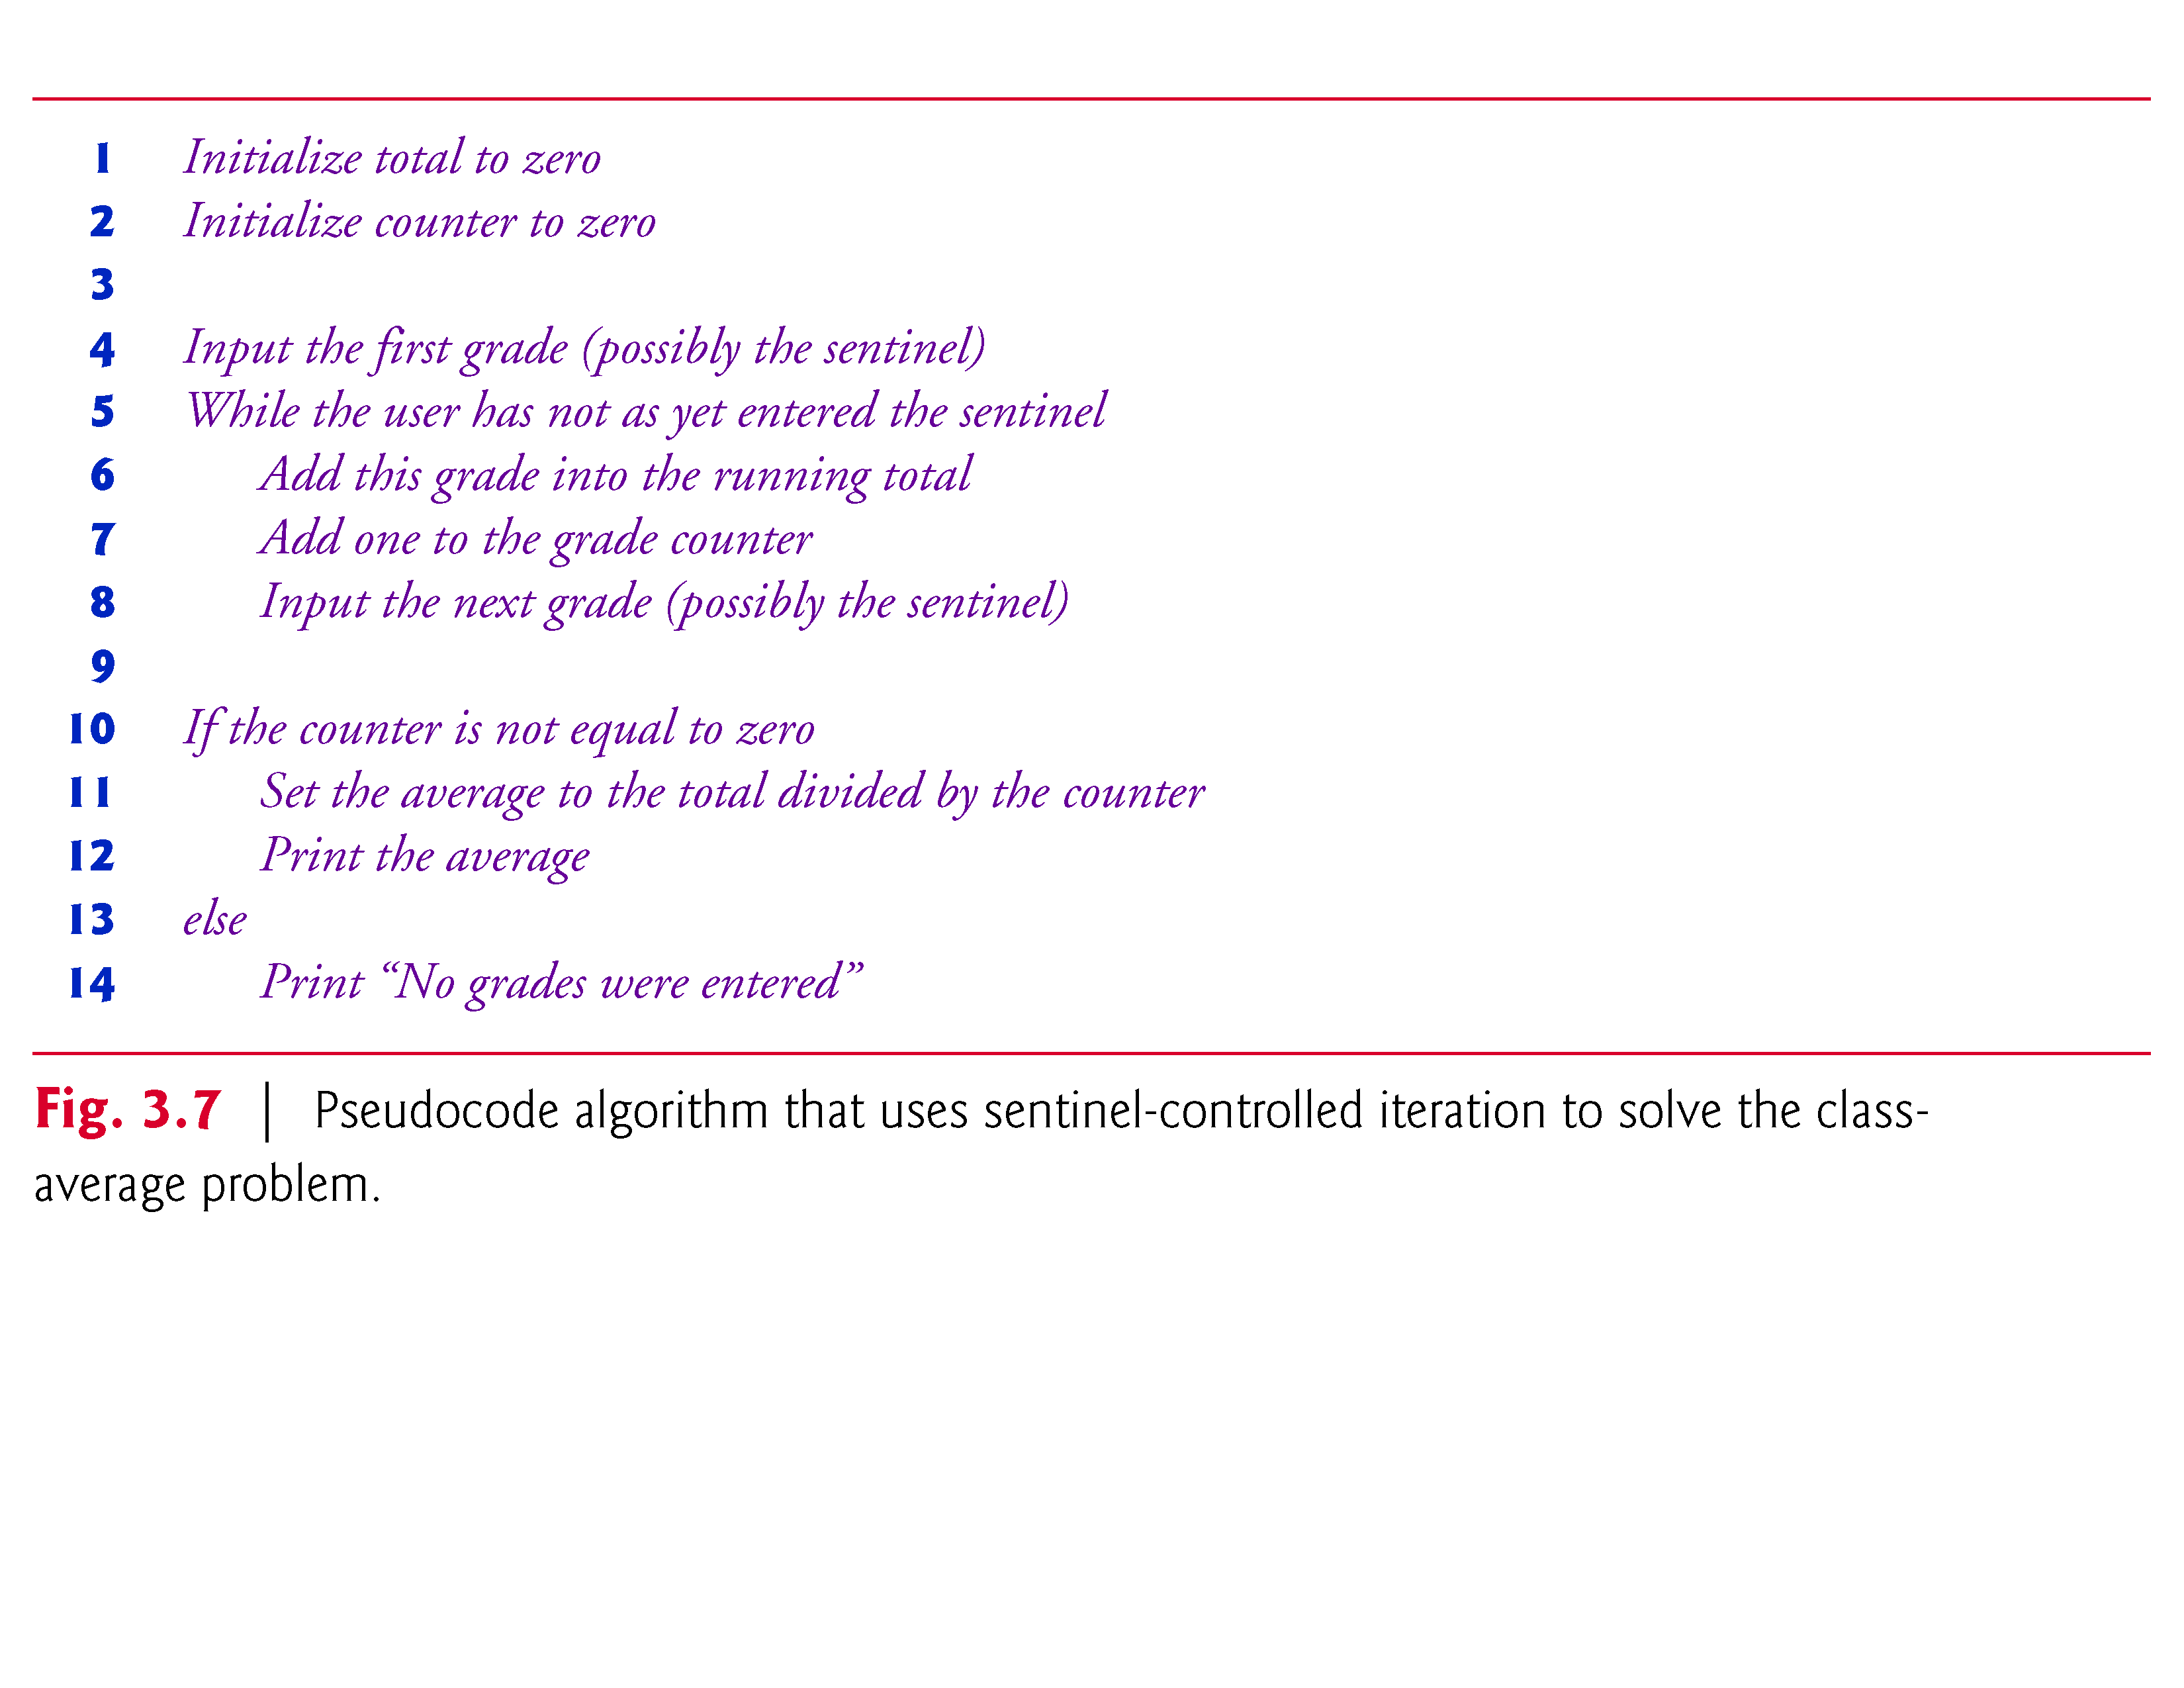 1 Initialize total to zero
2 Initialize counter to zero
3
4 Input the first grade (possibly the sentinel)
5 While the user has not as yet entered the sentinel
6 Add this grade into the running total
7 Add one to the grade counter
8 Input the next grade (possibly the sentinel)
9
10 If the counter is not equal to zero
11 Set the average to the total divided by the counter
12 Print the average
13 else
14 Print “No grades were entered”
Fig. 3.7 | Pseudocode algorithm that uses sentinel-controlled iteration to solve the class-
average problem.